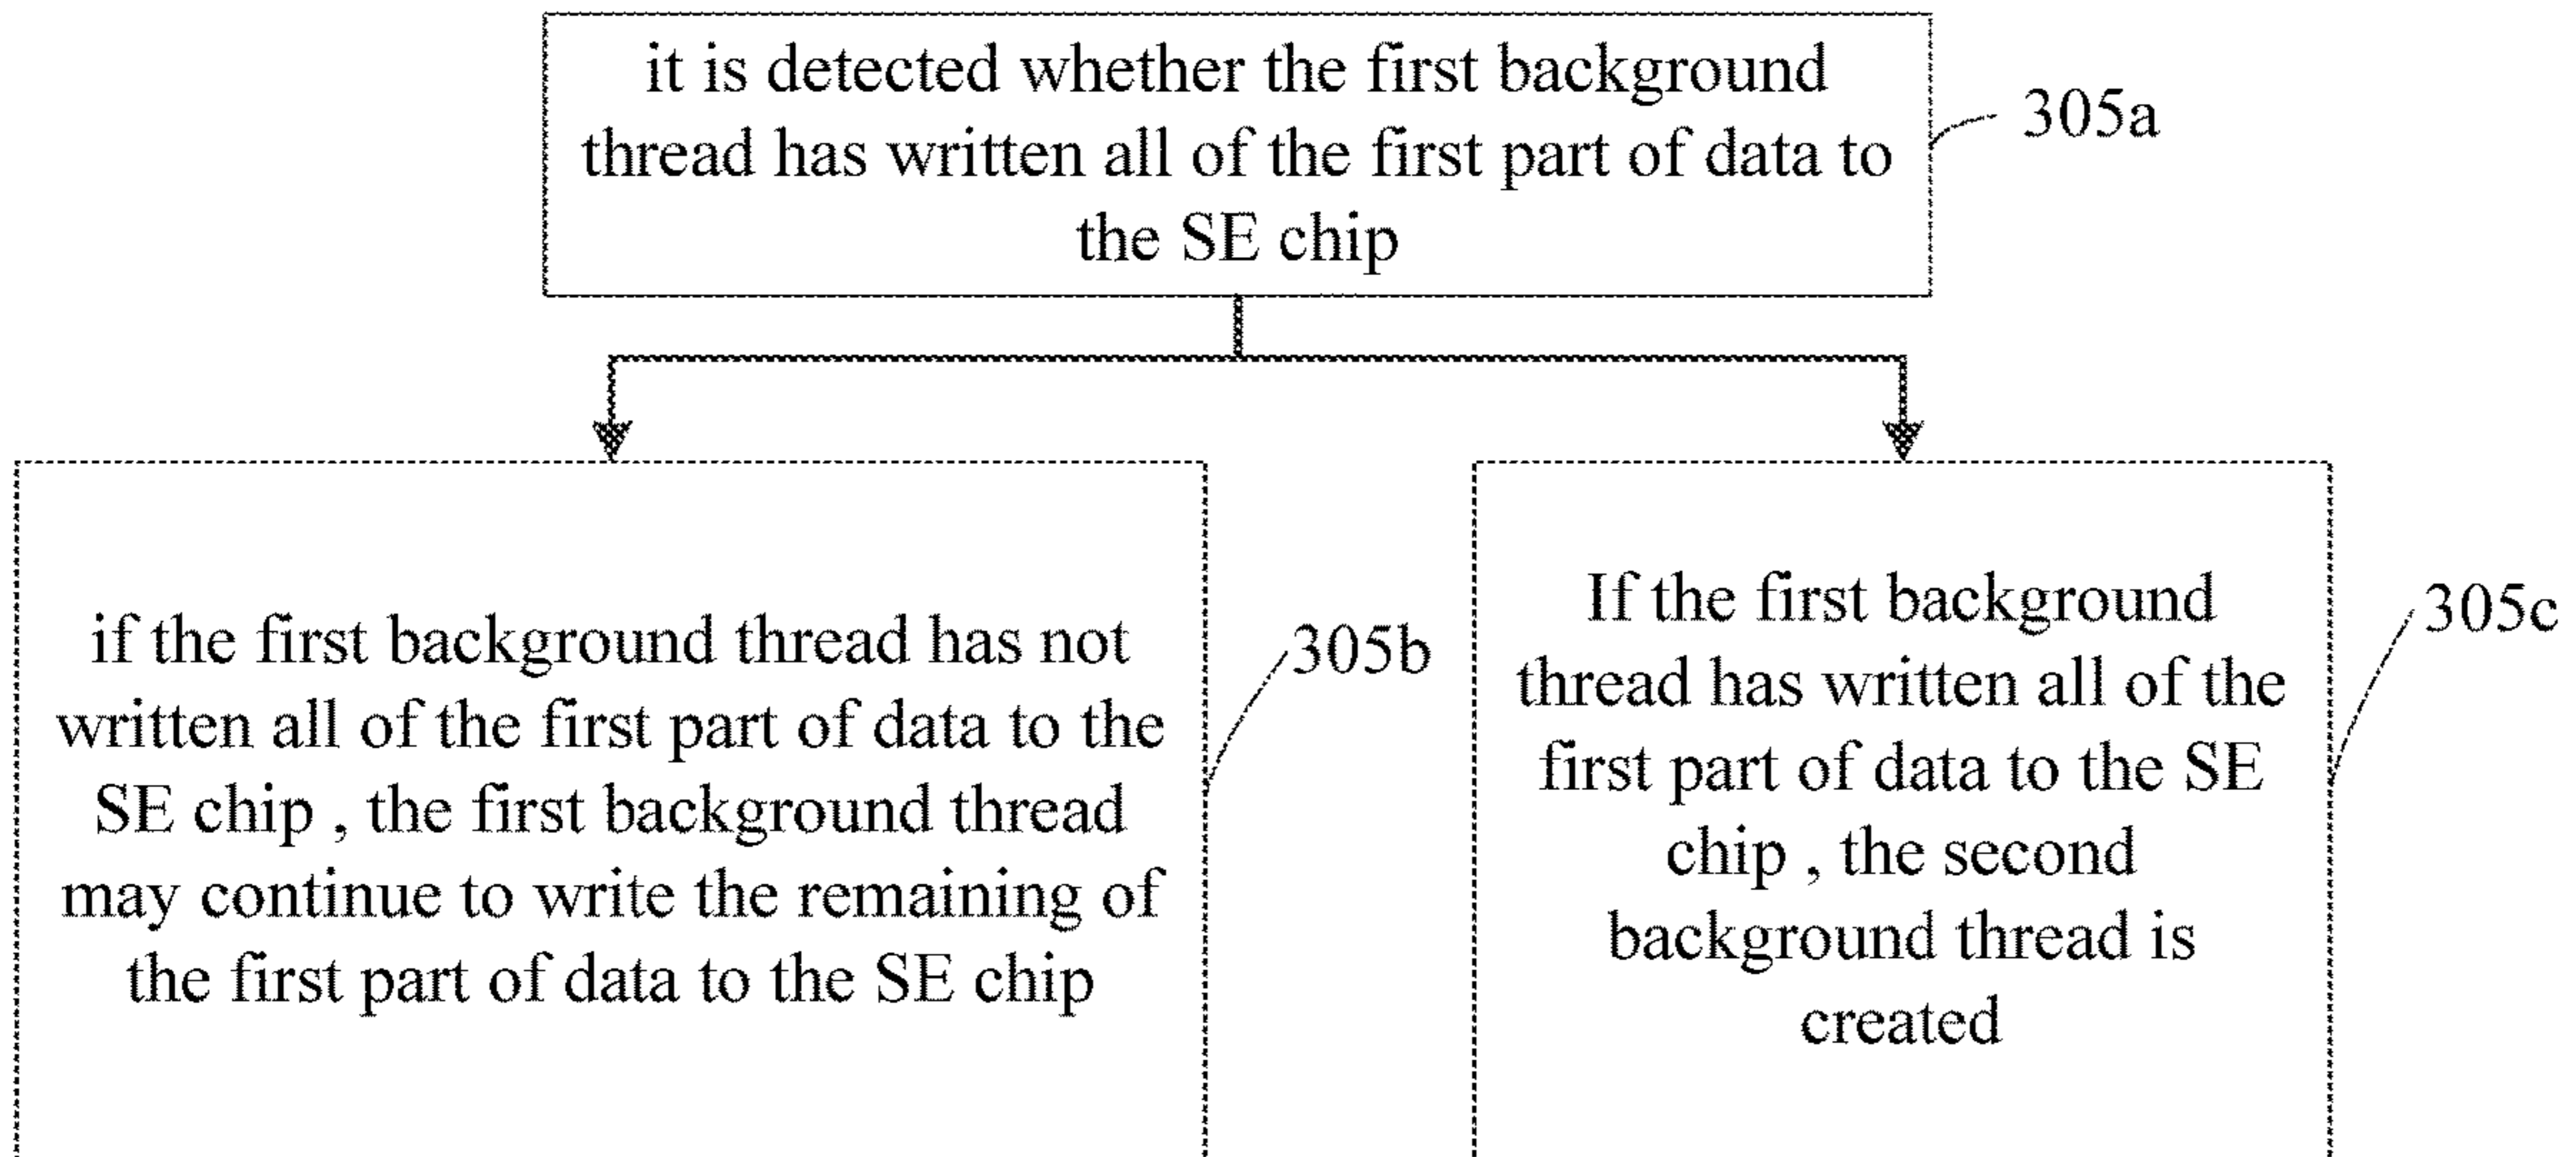 it is detected whether the first background
thread has written all of the first part of data to
the SE chip
305a
if the first background thread has not
written all of the first part of data to the
SE chip , the first background thread
may continue to write the remaining of
the first part of data to the SE chip
305b
If the first background
thread has written all of the
first part of data to the SE
chip , the second
background thread is
created
305c